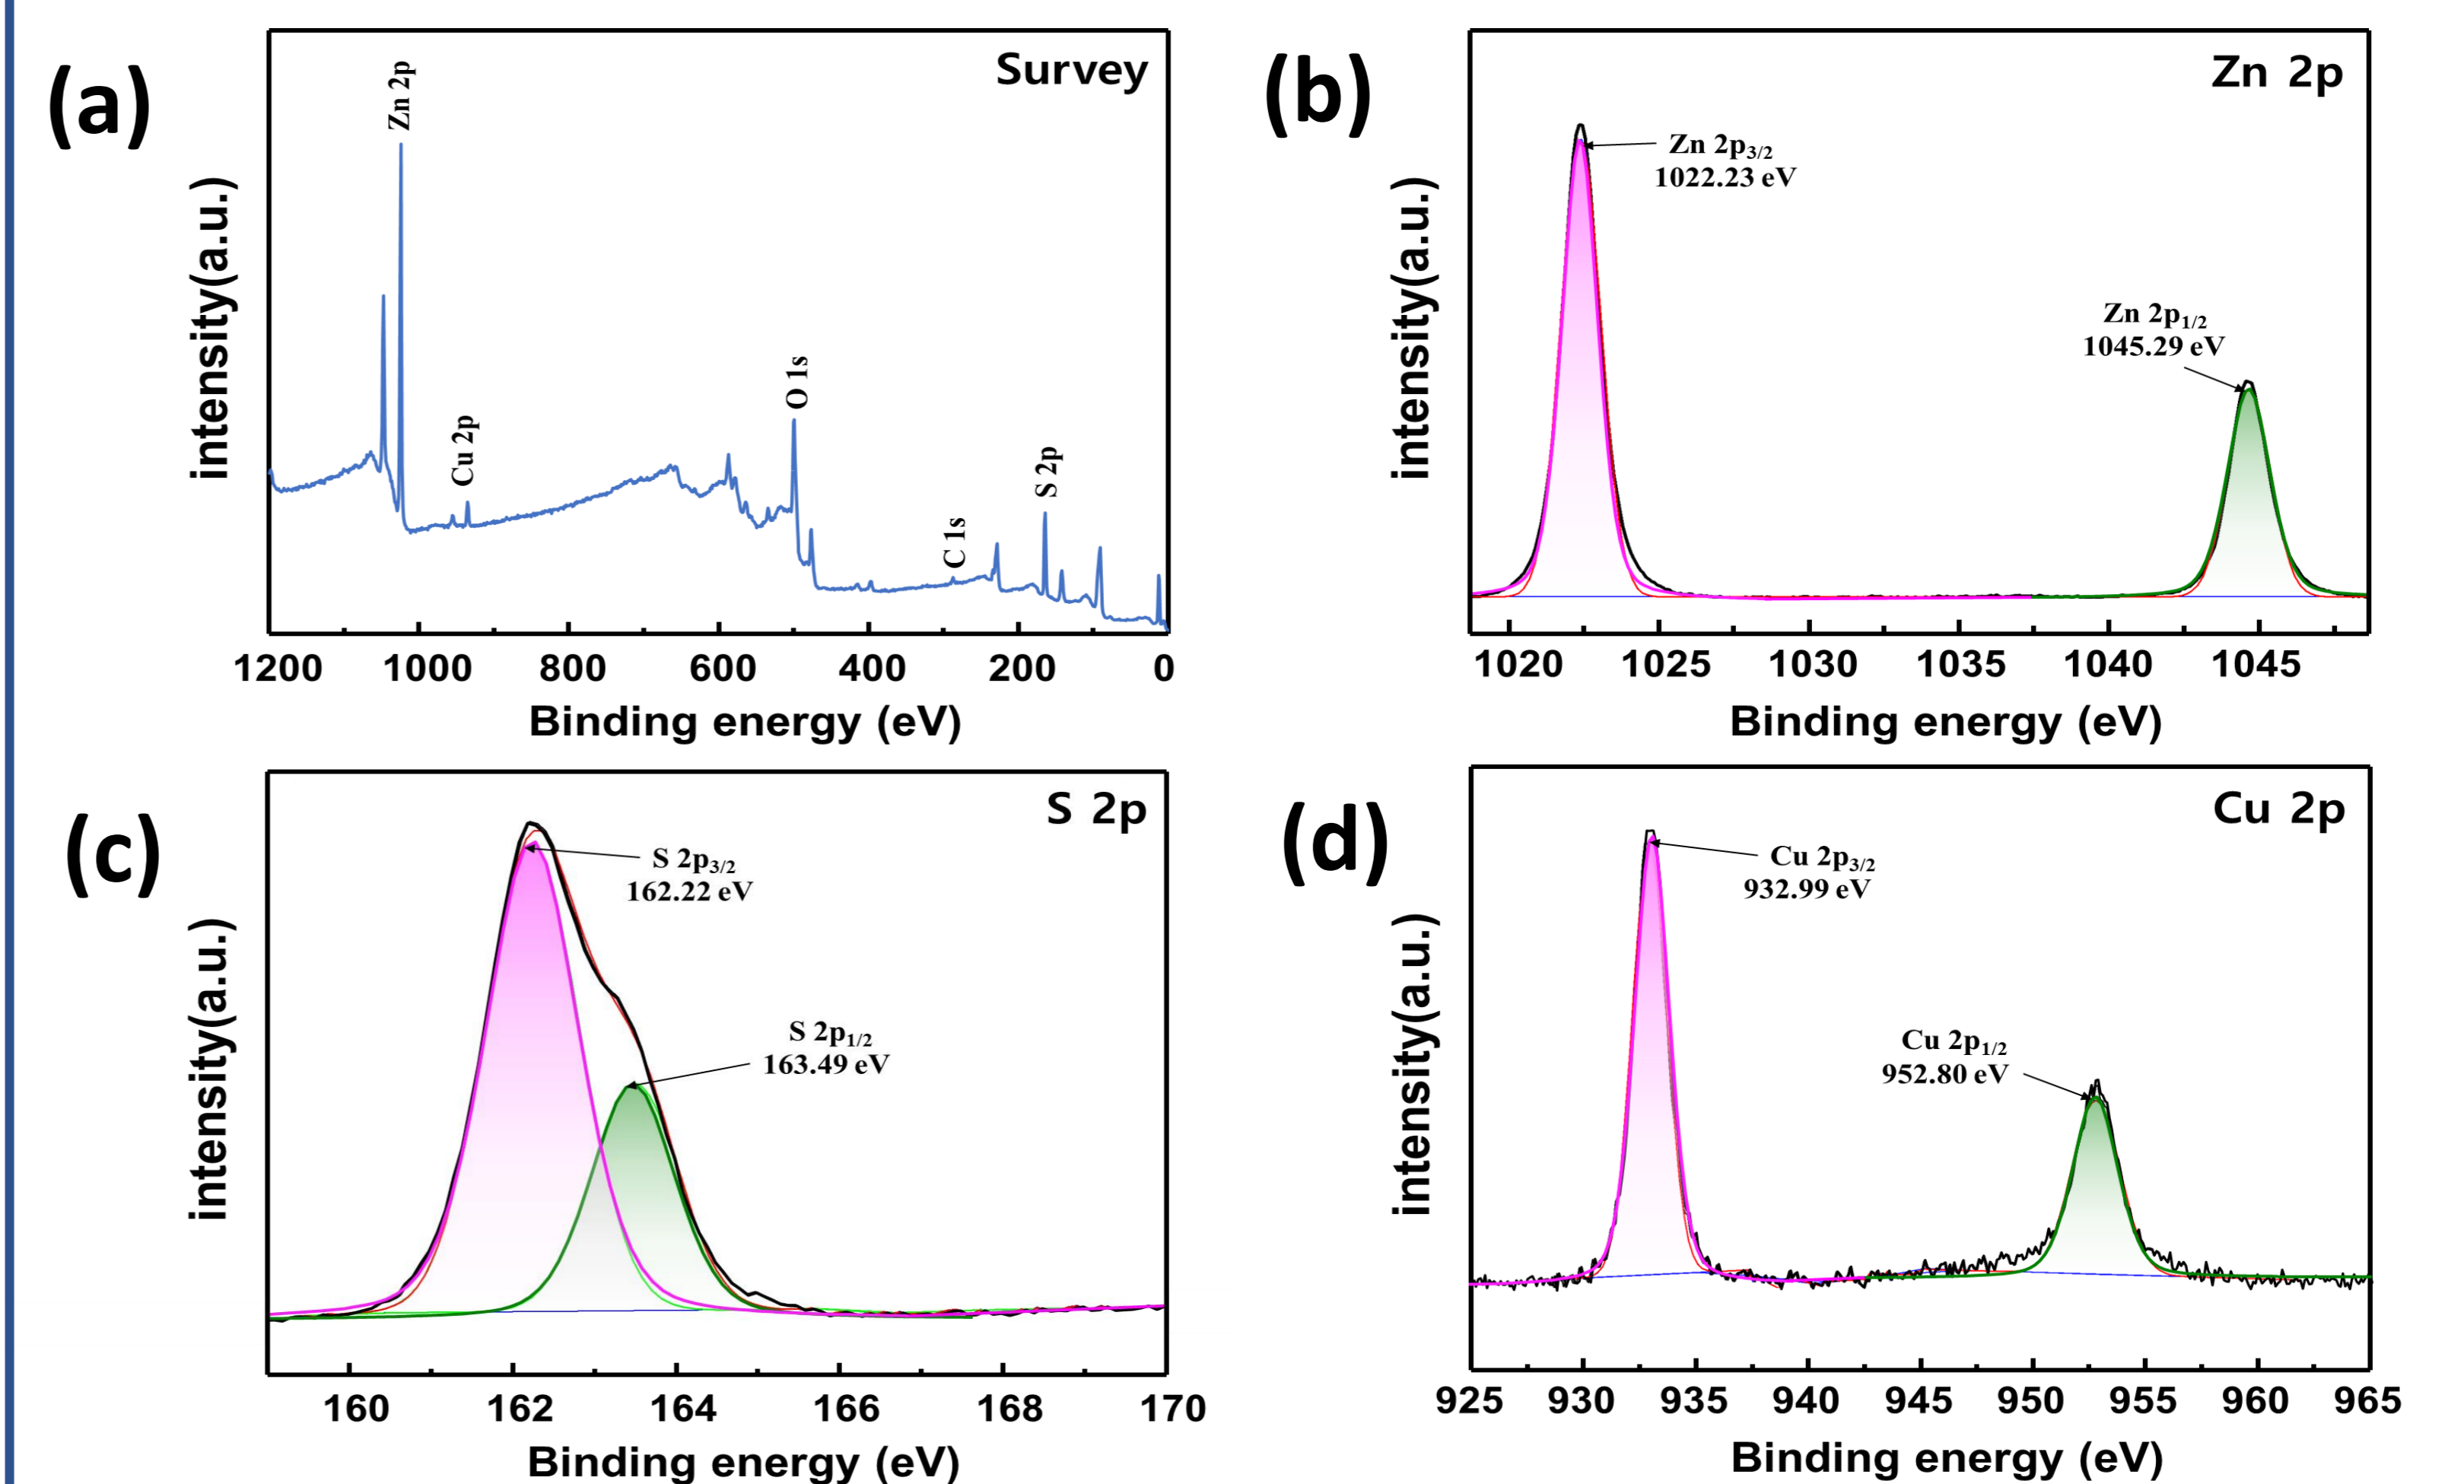 (a)
Survey
Zn 2p
Cu 2p
O 1s
C 1s
S 2p
intensity(a.u.)
1200 1000 800 600 400 200 0
Binding energy (eV)
(b)
Zn 2p
Zn 2p3/2
1022.23 eV
Zn 2p1/2
1045.29 eV
intensity(a.u.)
1020 1025 1030 1035 1040 1045
Binding energy (eV)
(c)
S 2p
S 2p3/2
162.22 eV
S 2p1/2
163.49 eV
intensity(a.u.)
160 162 164 166 168 170
Binding energy (eV)
(d)
Cu 2p
Cu 2p3/2
932.99 eV
Cu 2p1/2
952.80 eV
intensity(a.u.)
925 930 935 940 945 950 955 960 965
Binding energy (eV)